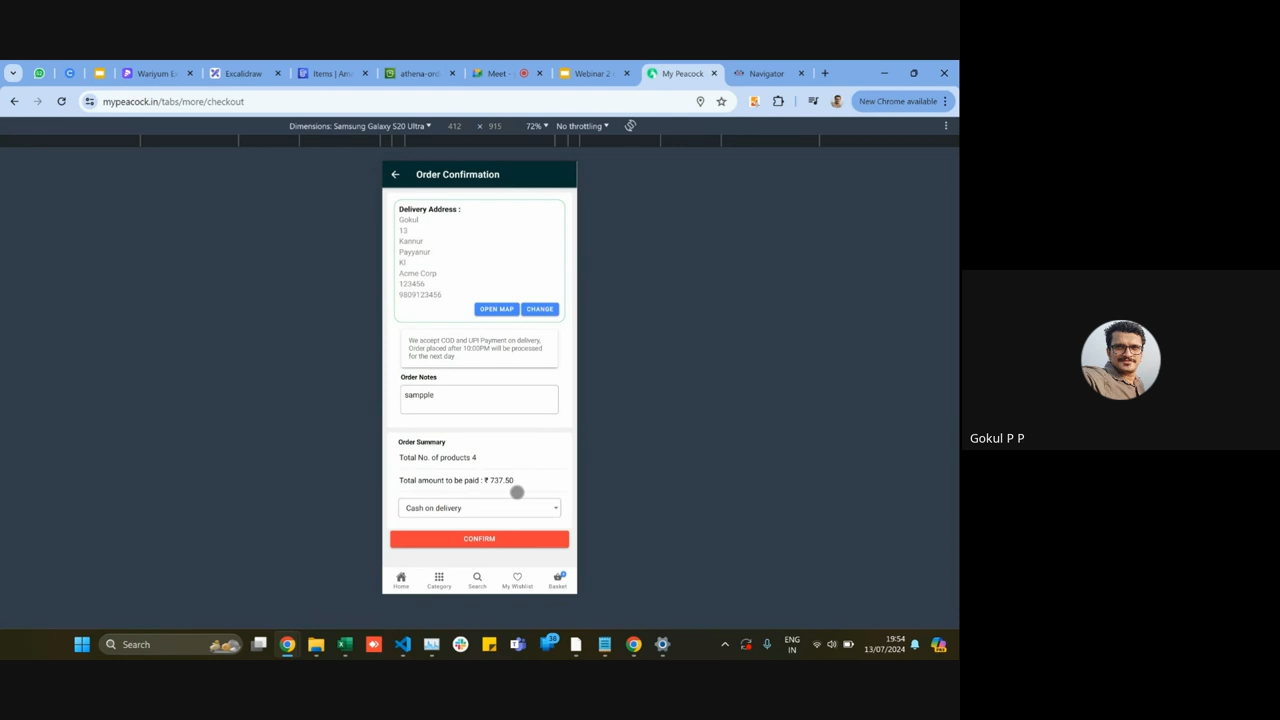 Wariyum Ex
Excalidraw
Items | Am
athena-ord
Meet -
Webinar 2
My Peacock
Navigator
mypeacock.in/tabs/more/checkout
New Chrome available
Dimensions: Samsung Galaxy S20 Ultra
412 × 915
72%
No throttling
Order Confirmation
Delivery Address :
Gokul
13
Kannur
Payyanur
Kl
Acme Corp
123456
9809123456
OPEN MAP
CHANGE
We accept COD and UPI Payment on delivery,
Order placed after 10:00PM will be processed
for the next day
Order Notes
sampple
Order Summary
Total No. of products 4
Total amount to be paid : ₹ 737.50
Cash on delivery
CONFIRM
Home
Category
Search
My Wishlist
Basket
Gokul P P
Search
38
ENG
IN
19:54
13/07/2024